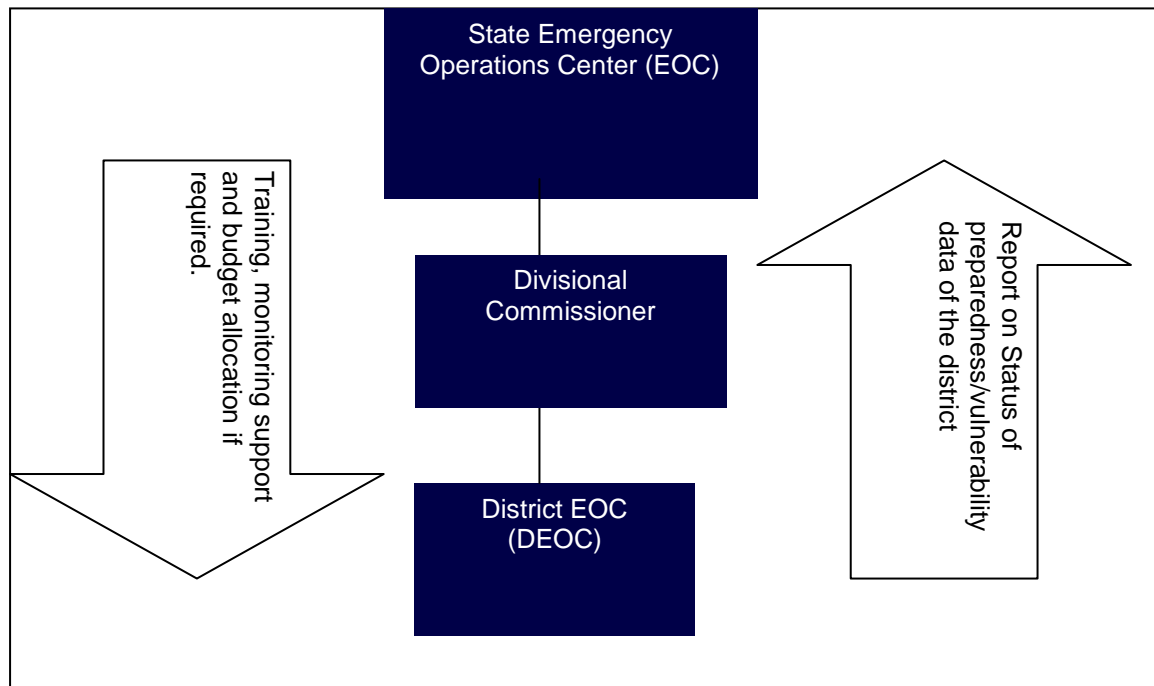 State Emergency
Operations Center (EOC)
Training, monitoring support
and budget allocation if
required.
Divisional
Commissioner
Report on Status of
preparedness/vulnerability
data of the district
District EOC
(DEOC)